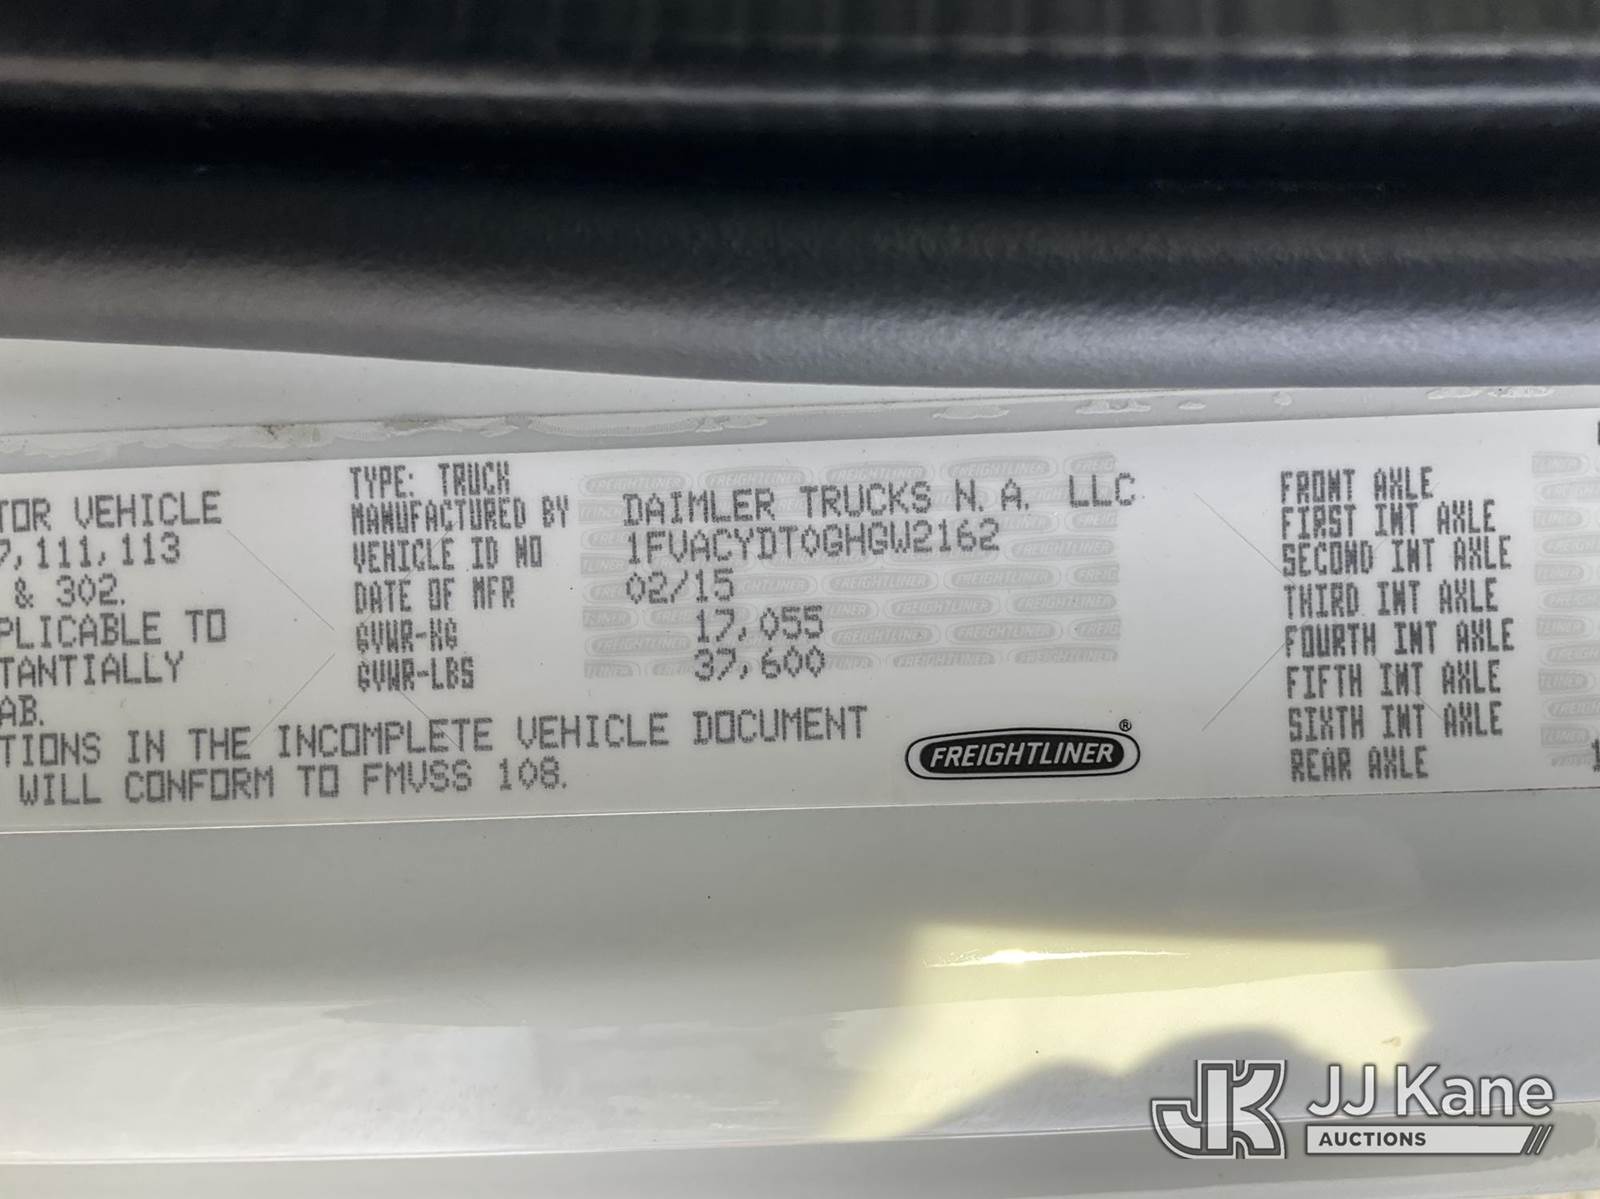 TOR VEHICLE
7, 111, 113
& 302.
PLICABLE TO
TANTIALLY
AB.
TIONS IN THE INCOMPLETE VEHICLE DOCUMENT
WILL CONFORM TO FMVSS 108.
TYPE: TRUCK
MANUFACTURED BY DAIMLER TRUCKS N.A. LLC
VEHICLE ID NO 1FVACYDT0GHGW2162
DATE OF MFR 02/15
GVWR-KG 17,055
GVWR-LBS 37,600
FREIGHTLINER®
FRONT AXLE
FIRST INT AXLE
SECOND INT AXLE
THIRD INT AXLE
FOURTH INT AXLE
FIFTH INT AXLE
SIXTH INT AXLE
REAR AXLE
JK JJ Kane
AUCTIONS